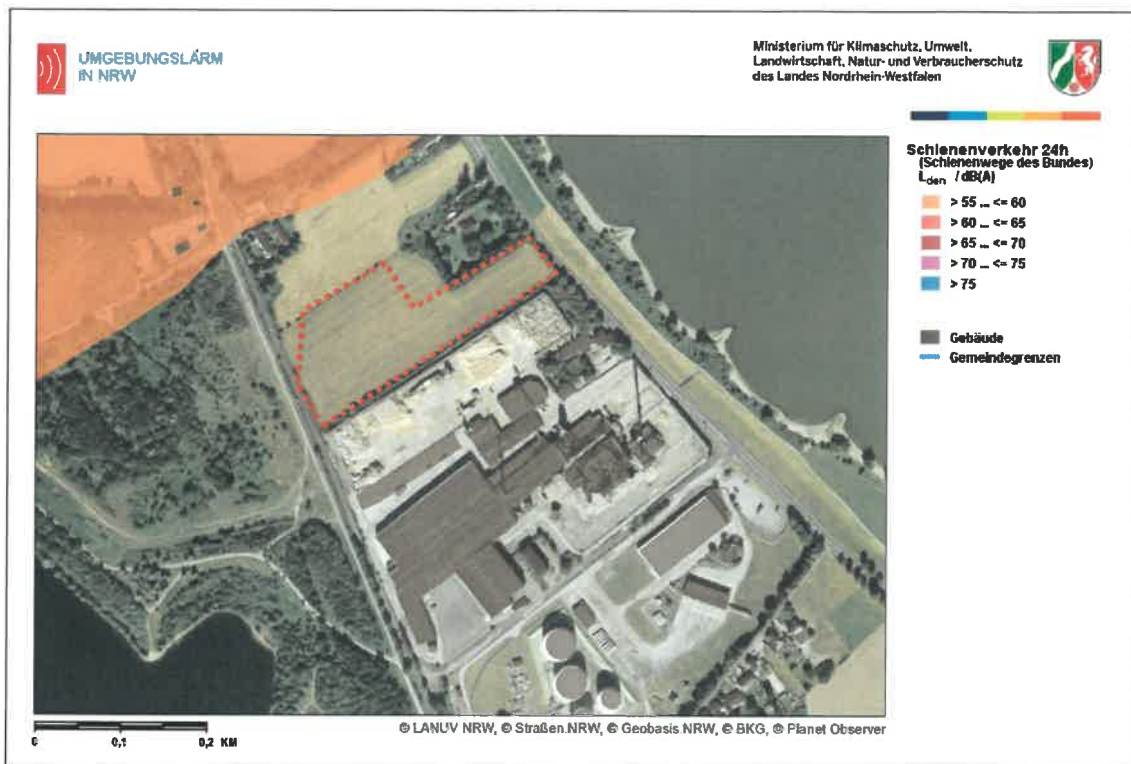 UMGEBUNGSLÄRM
IN NRW
Ministerium für Klimaschutz, Umwelt,
Landwirtschaft, Natur- und Verbraucherschutz
des Landes Nordrhein-Westfalen
Schienenverkehr 24h
(Schienenwege des Bundes)
Lden / dB(A)
> 55 ... <= 60
> 60 ... <= 65
> 65 ... <= 70
> 70 ... <= 75
> 75
Gebäude
Gemeindegrenzen
0 0,1 0,2 KM
© LANUV NRW, © Straßen.NRW, © Geobasis.NRW, © BKG, © Planet Observer